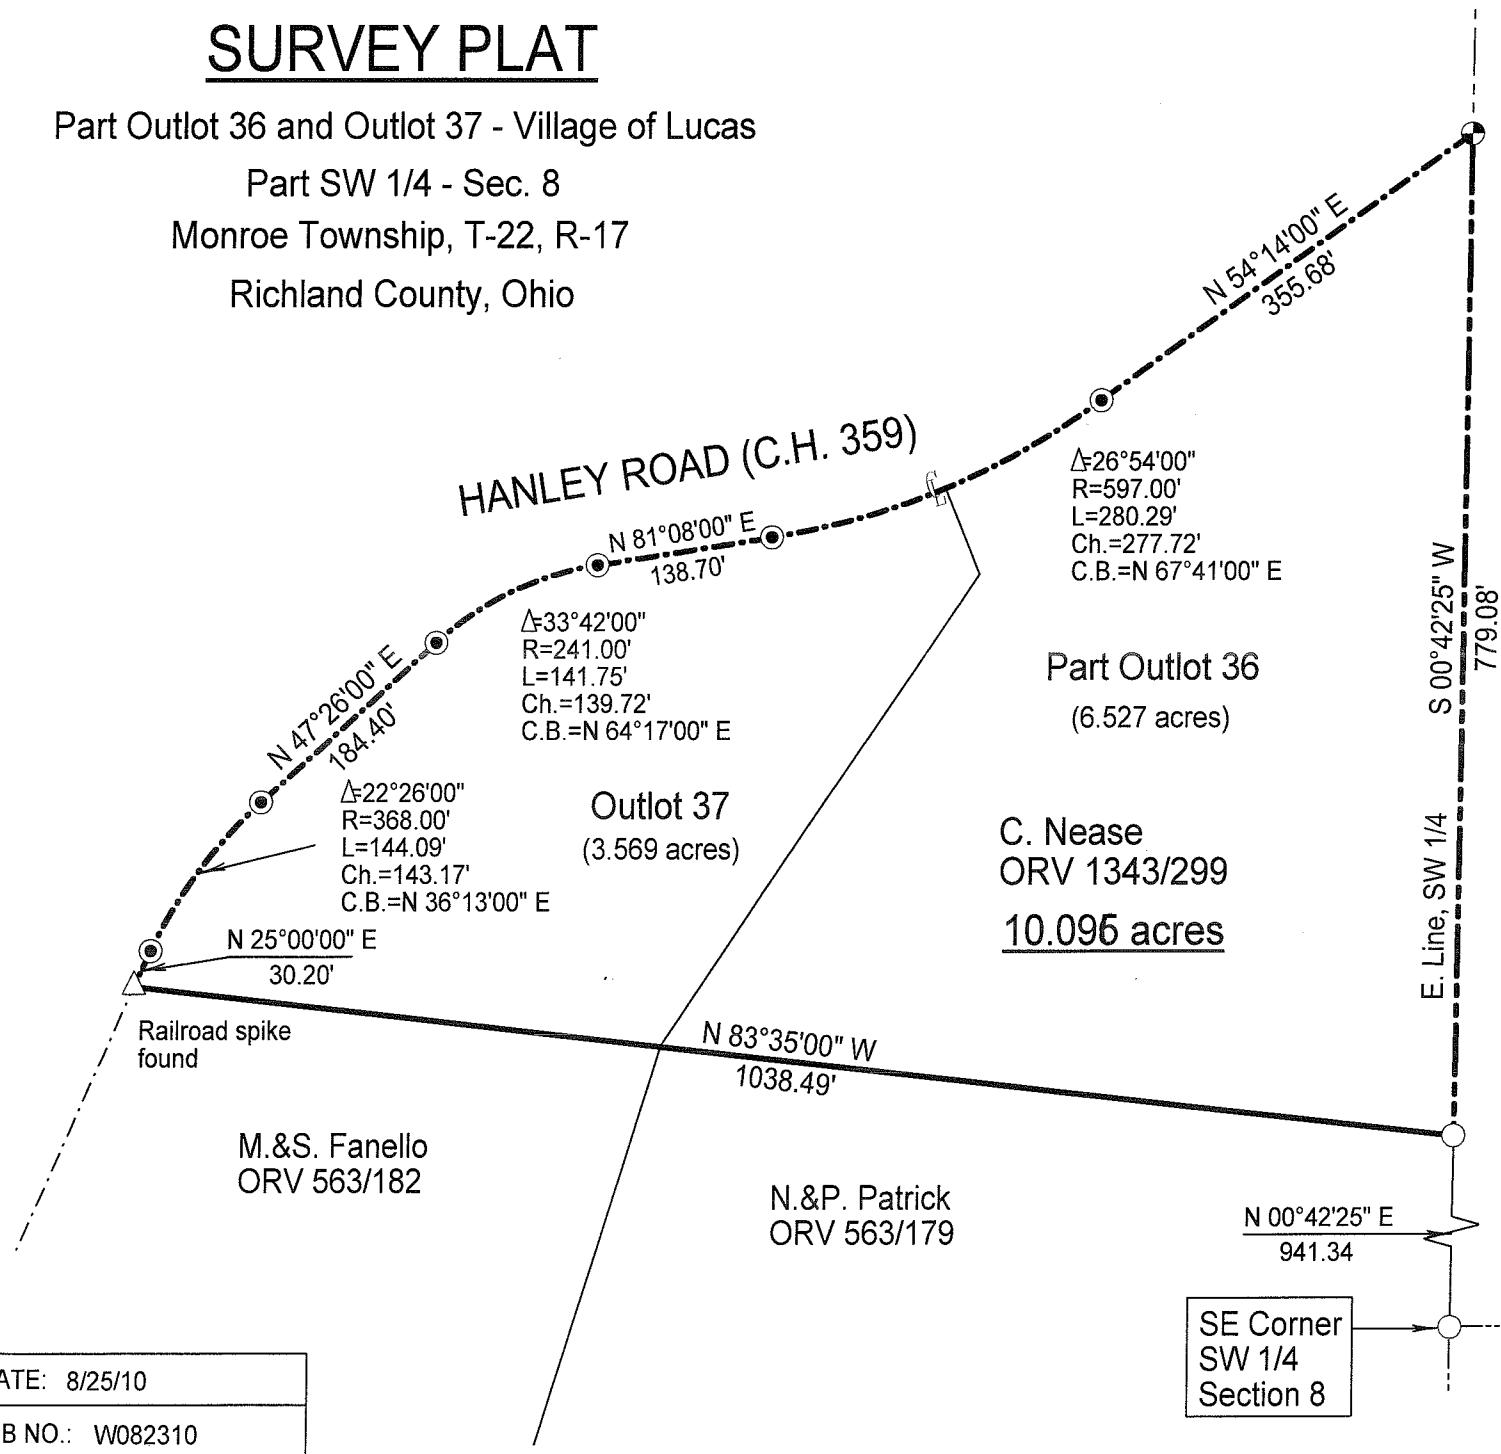 SURVEY PLAT
Part Outlot 36 and Outlot 37 - Village of Lucas
Part SW 1/4 - Sec. 8
Monroe Township, T-22, R-17
Richland County, Ohio
N 54°14'00" E
355.68'
HANLEY ROAD (C.H. 359)
CL
Δ=26°54'00"
R=597.00'
L=280.29'
Ch.=277.72'
C.B.=N 67°41'00" E
N 81°08'00" E
138.70'
Δ=33°42'00"
R=241.00'
L=141.75'
Ch.=139.72'
C.B.=N 64°17'00" E
S 00°42'25" W
779.08'
E. Line, SW 1/4
N 47°26'00" E
184.40'
Part Outlot 36
(6.527 acres)
Δ=22°26'00"
R=368.00'
L=144.09'
Ch.=143.17'
C.B.=N 36°13'00" E
Outlot 37
(3.569 acres)
C. Nease
ORV 1343/299
10.096 acres
N 25°00'00" E
30.20'
Railroad spike
found
N 83°35'00" W
1038.49'
M.&S. Fanello
ORV 563/182
N.&P. Patrick
ORV 563/179
N 00°42'25" E
941.34
SE Corner
SW 1/4
Section 8
ATE: 8/25/10
B NO.: W082310